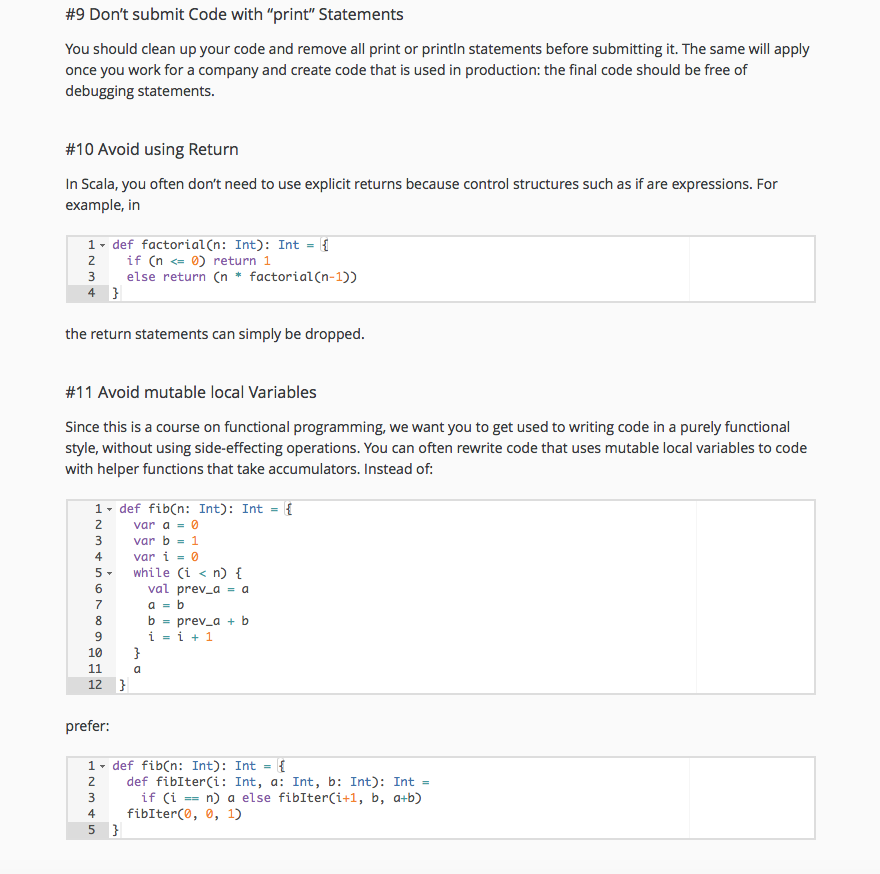 #9 Don’t submit Code with “print” Statements
You should clean up your code and remove all print or println statements before submitting it. The same will apply
once you work for a company and create code that is used in production: the final code should be free of
debugging statements.
#10 Avoid using Return
In Scala, you often don’t need to use explicit returns because control structures such as if are expressions. For
example, in
1 def factorial(n: Int): Int = {
2   if (n <= 0) return 1
3   else return (n * factorial(n-1))
4 }
the return statements can simply be dropped.
#11 Avoid mutable local Variables
Since this is a course on functional programming, we want you to get used to writing code in a purely functional
style, without using side-effecting operations. You can often rewrite code that uses mutable local variables to code
with helper functions that take accumulators. Instead of:
1 def fib(n: Int): Int = {
2   var a = 0
3   var b = 1
4   var i = 0
5   while (i < n) {
6     val prev_a = a
7     a = b
8     b = prev_a + b
9     i = i + 1
10   }
11   a
12 }
prefer:
1 def fib(n: Int): Int = {
2   def fibIter(i: Int, a: Int, b: Int): Int =
3     if (i == n) a else fibIter(i+1, b, a+b)
4   fibIter(0, 0, 1)
5 }